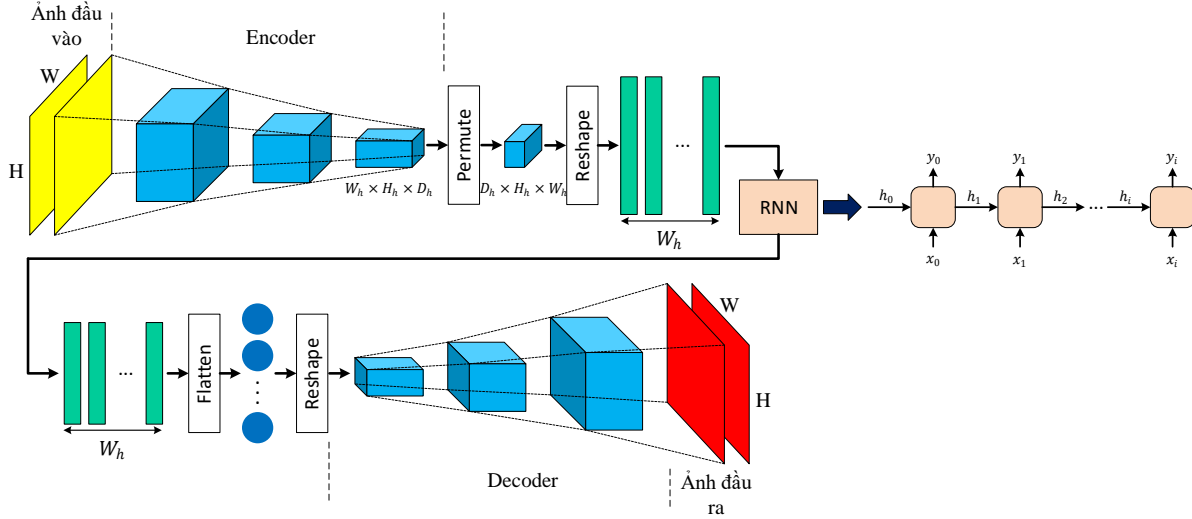 Ảnh đầu
vào
Encoder
W
H
Permute
Reshape
...
W_h × H_h × D_h
D_h × H_h × W_h
W_h
RNN
y_0
y_1
y_i
h_0
h_1
h_2
...
h_i
x_0
x_1
x_i
...
W_h
Flatten
⋮
Reshape
W
H
Decoder
Ảnh đầu
ra